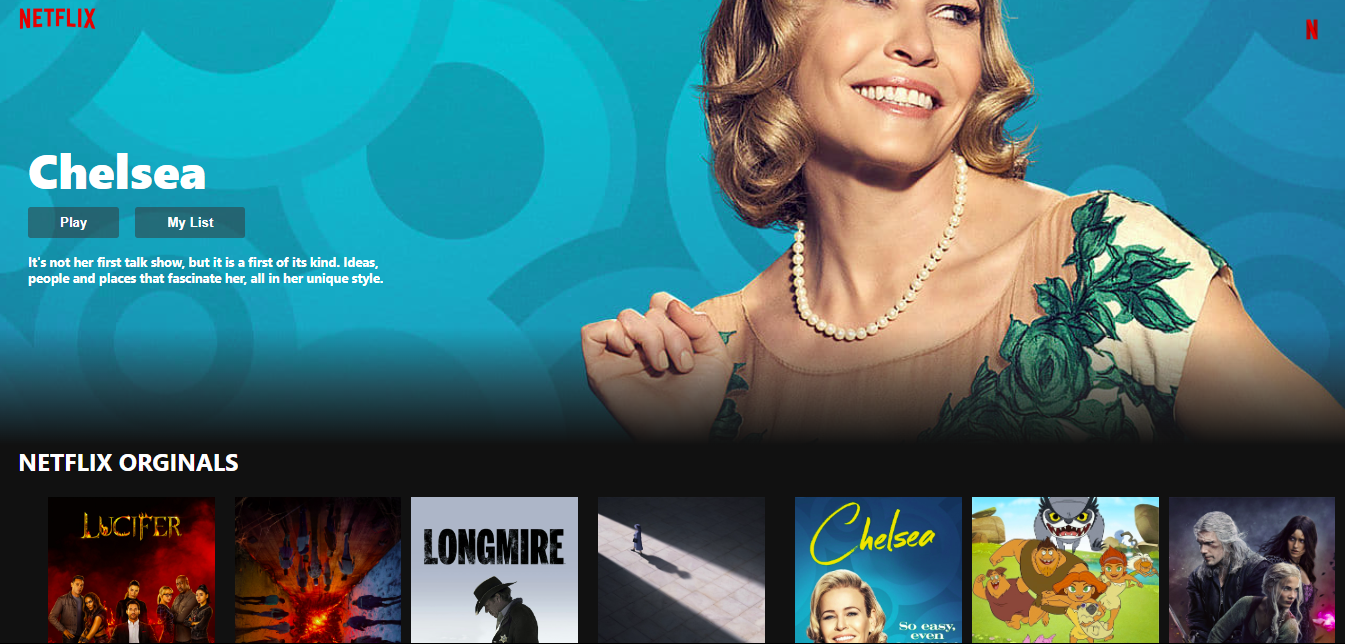 NETFLIX
N
Chelsea
Play
My List
It's not her first talk show, but it is a first of its kind. Ideas,
people and places that fascinate her, all in her unique style.
NETFLIX ORGINALS
LUCIFER
LONGMIRE
Chelsea
So easy,
even